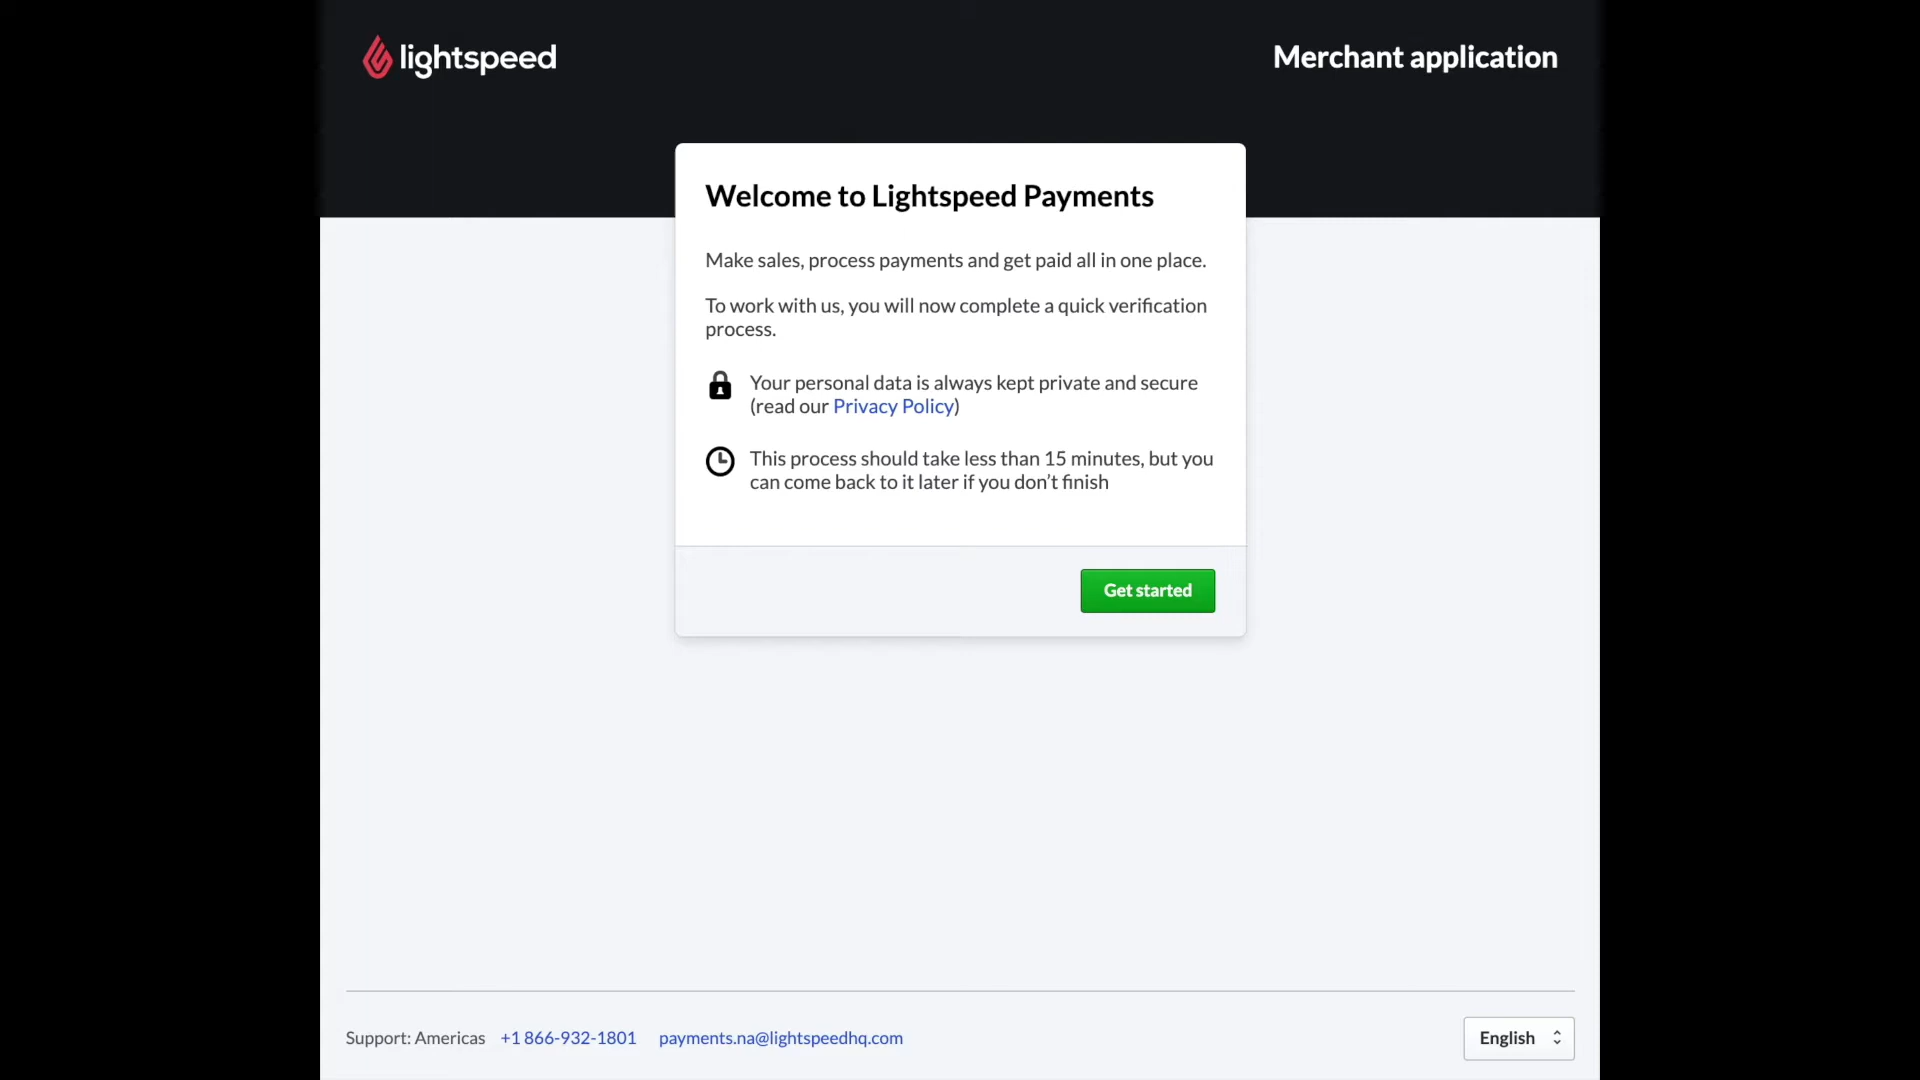 lightspeed
Merchant application
Welcome to Lightspeed Payments
Make sales, process payments and get paid all in one place.
To work with us, you will now complete a quick verification
process.
Your personal data is always kept private and secure
(read our Privacy Policy)
This process should take less than 15 minutes, but you
can come back to it later if you don’t finish
Get started
Support: Americas +1 866-932-1801 payments.na@lightspeedhq.com
English